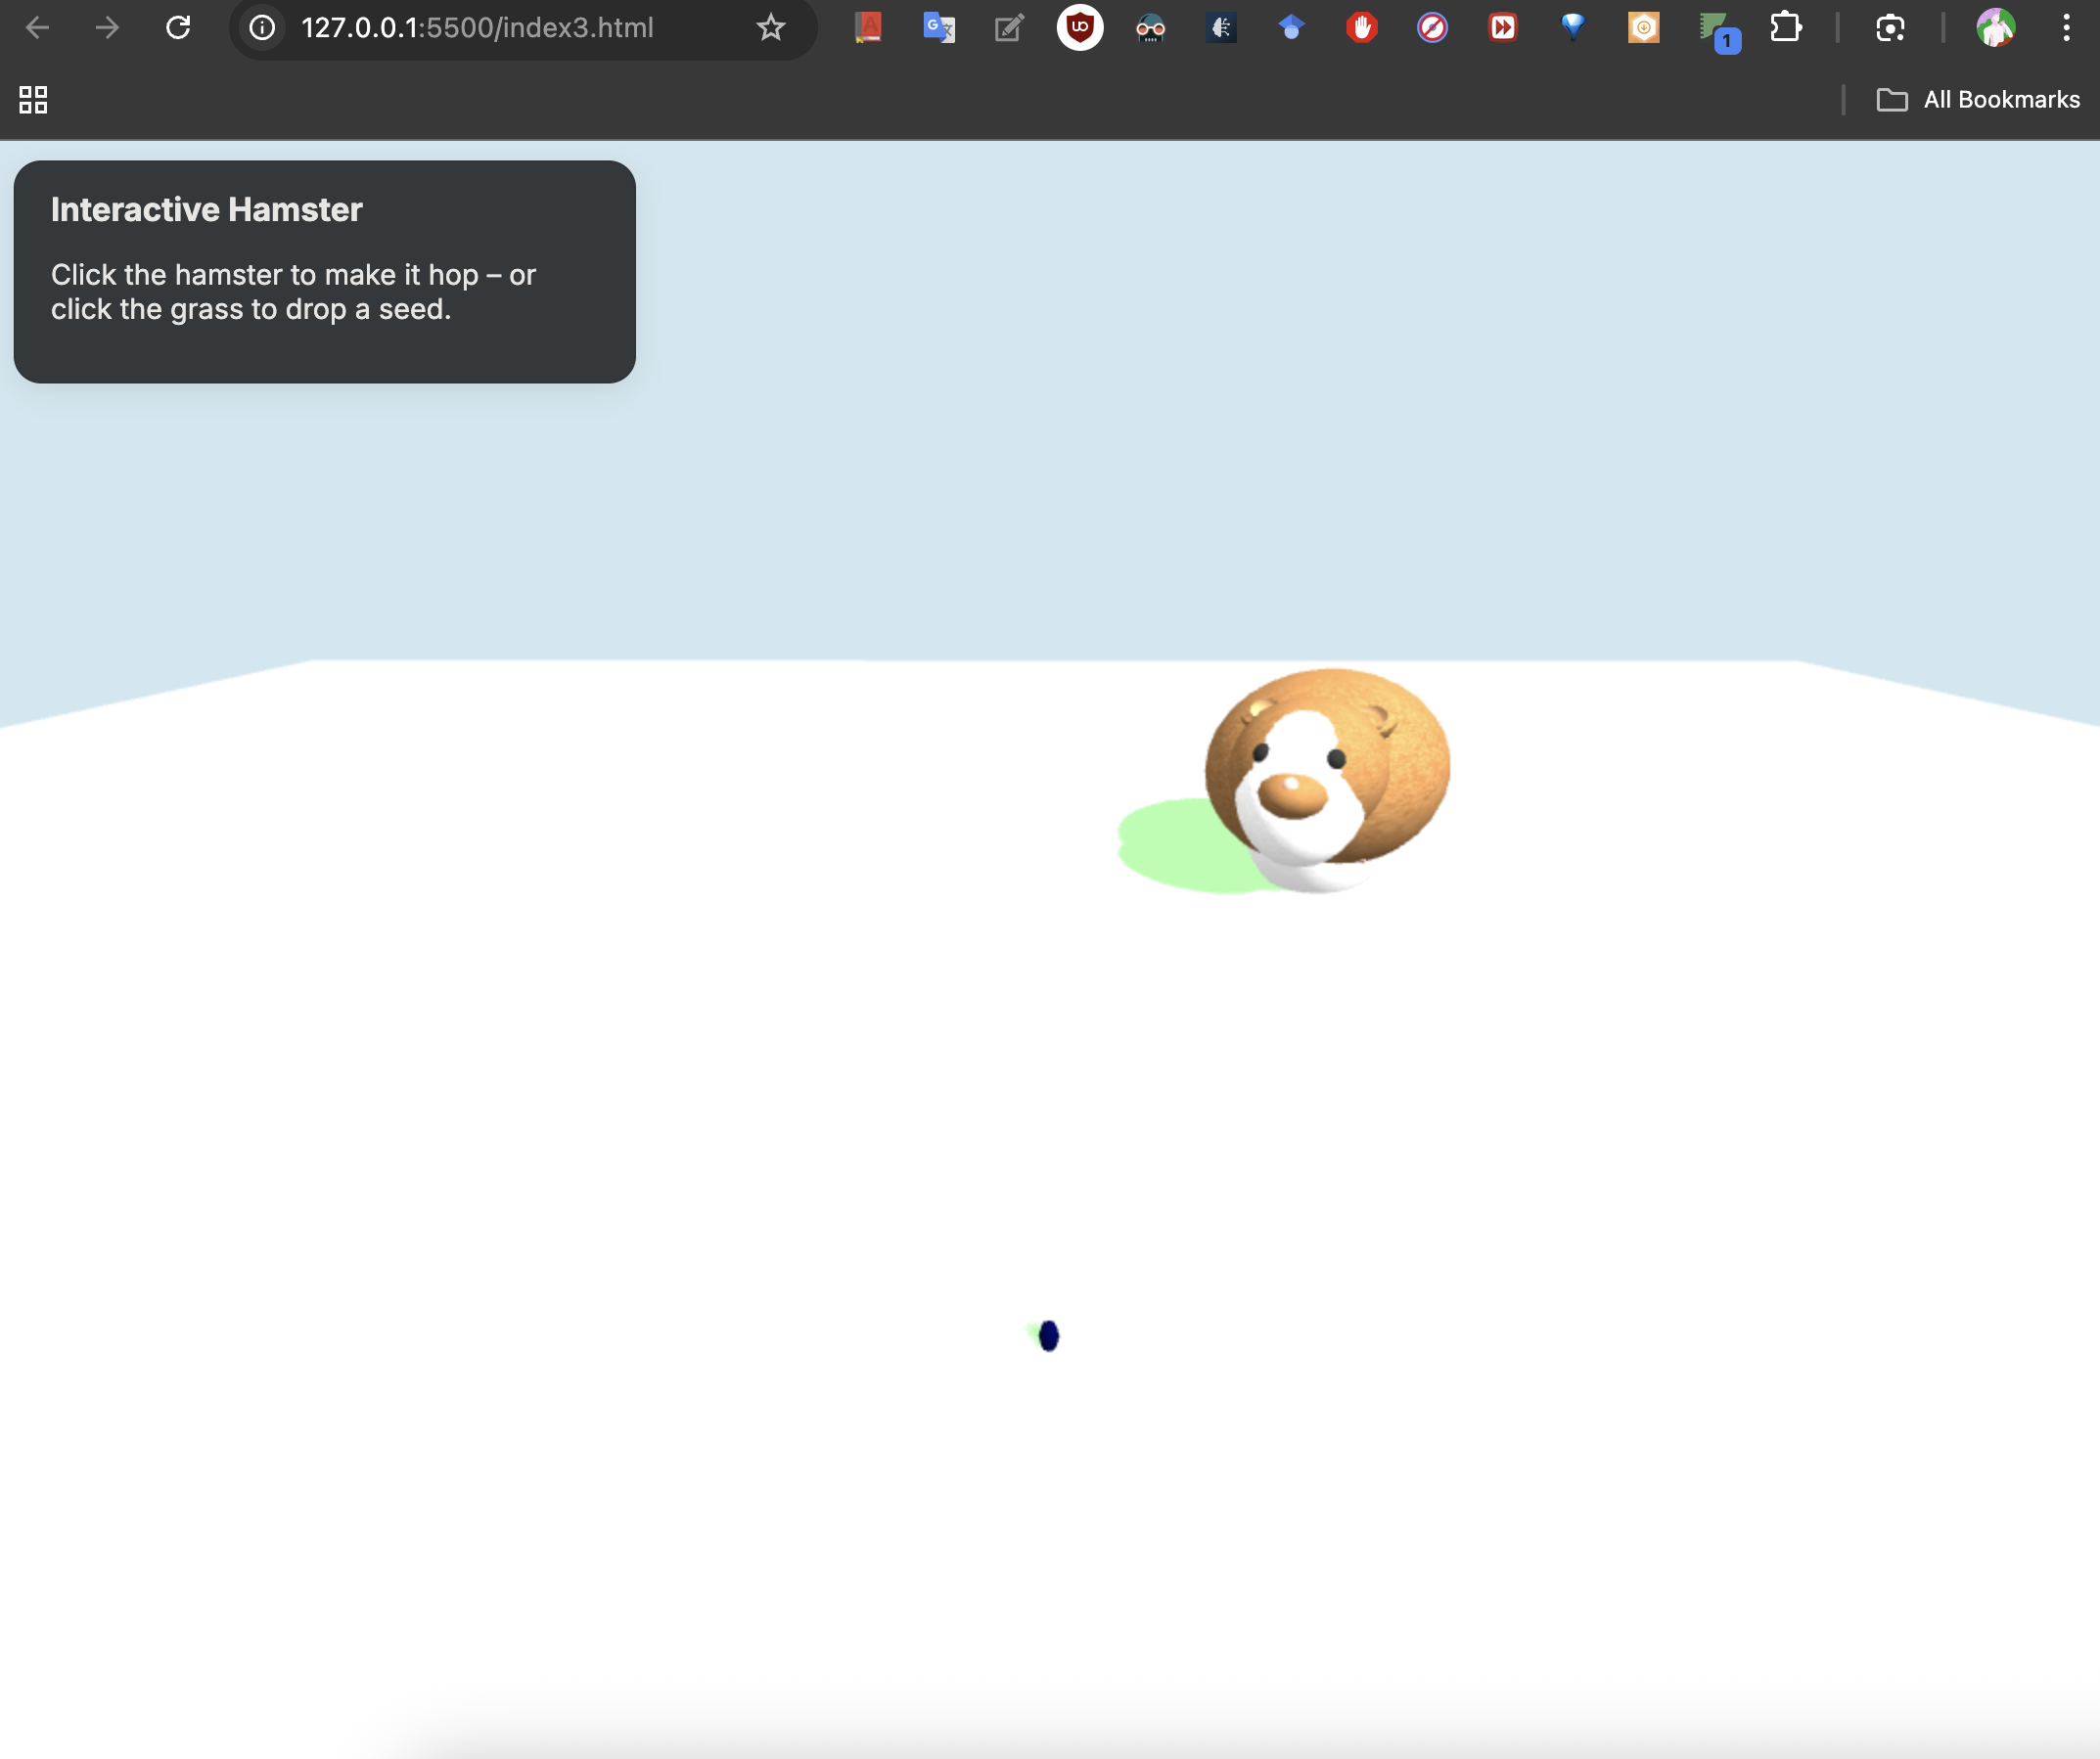 127.0.0.1:5500/index3.html
1
All Bookmarks
Interactive Hamster
Click the hamster to make it hop – or
click the grass to drop a seed.